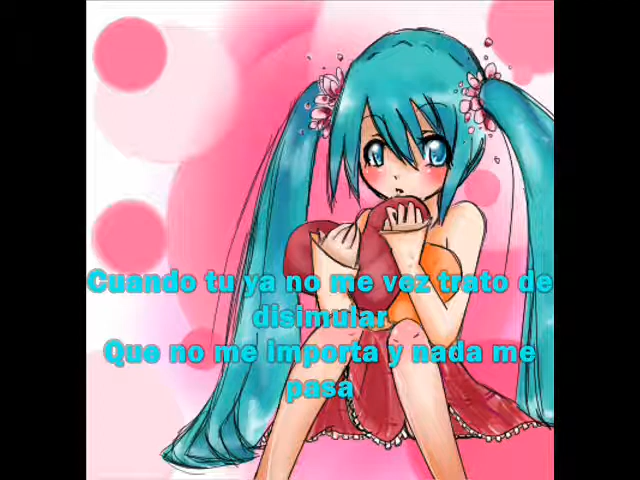 Cuando tu ya no me vez trato de
disimular
Que no me importa y nada me
pasa